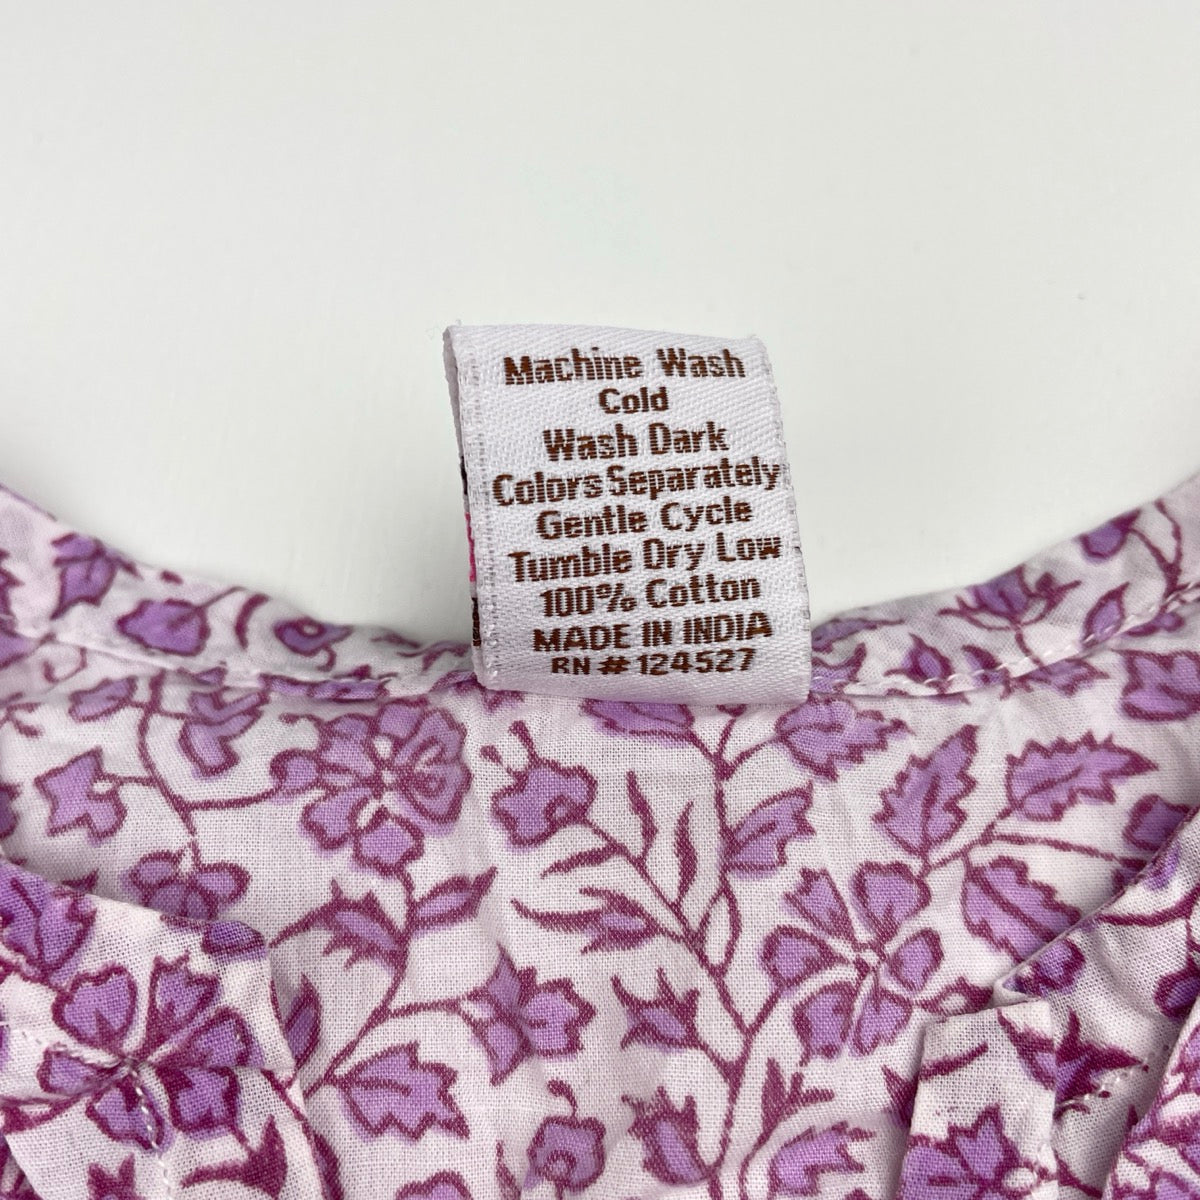 Machine Wash
Cold
Wash Dark
Colors Separately
Gentle Cycle
Tumble Dry Low
100% Cotton
MADE IN INDIA
RN # 124527